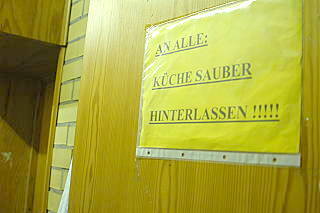 AN ALLE:
KÜCHE SAUBER
HINTERLASSEN !!!!!